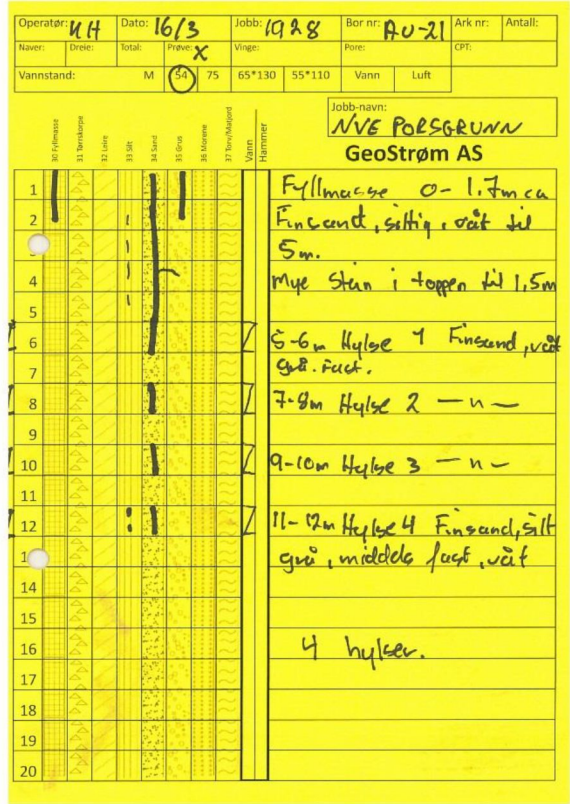 Operatør: KH Dato: 16/3 Jobb: 1928 Bor nr: AU-21 Ark nr: Antall:
Naver: Dreie: Total: Prøve: X Vinge: Pore: CPT:
Vannstand: M 54 75 65*130 55*110 Vann Luft
Jobb-navn:
NVE PORSGRUNN
GeoStrøm AS
30 Fyllmasse 31 Tørrskorpe 32 Leire 33 Silt 34 Sand 35 Grus 36 Morene 37 Torv/Matjord Vann Hammer
1 Fyllmasse 0- 1.7m ca
2 Finsand, siltig, våt til
5m.
4 Mye Stein i toppen til 1,5m
5
6 5-6m Hylse 1 Finsand, våt
7 grå. Fast.
8 7-8m Hylse 2 —n—
9
10 9-10m Hylse 3 —n—
11
12 11-12m Hylse 4 Finsand, silt
1 grå, middels fast, våt
14
15
16 4 hylser.
17
18
19
20